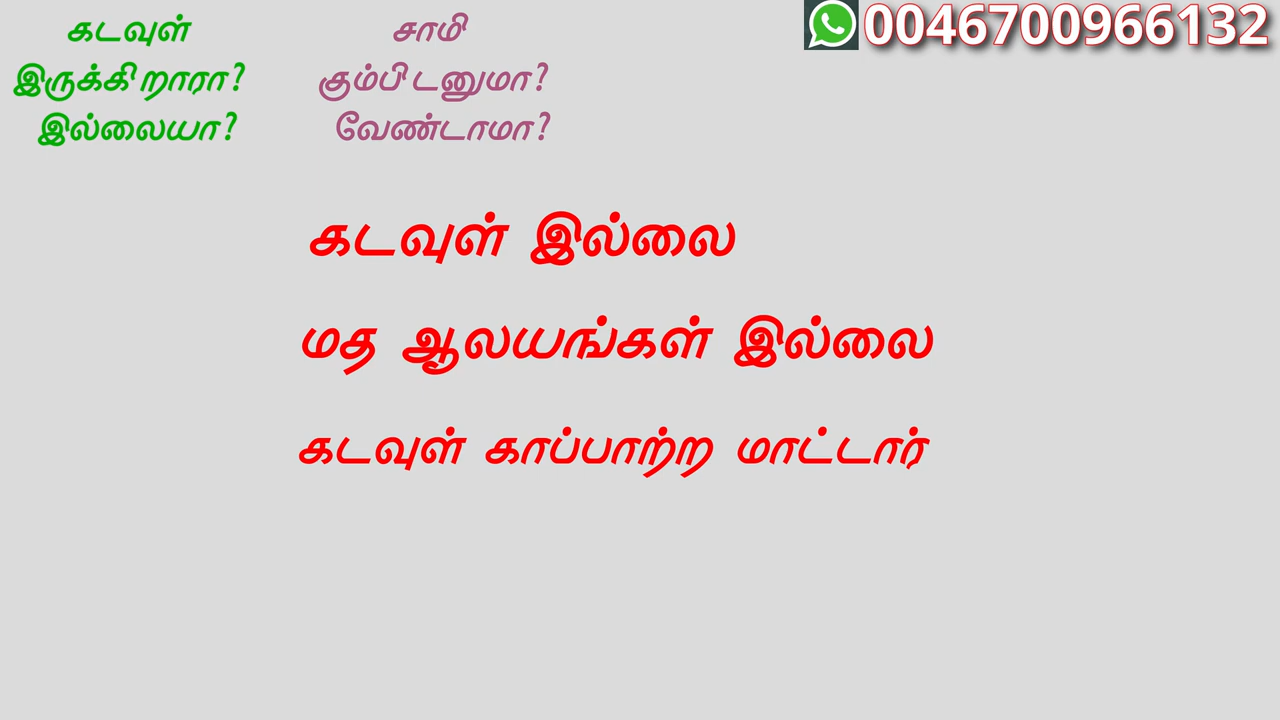 கடவுள்
இருக்கிறாரா?
இல்லையா?
சாமி
கும்பிடனுமா?
வேண்டாமா?
0046700966132
கடவுள் இல்லை
மத ஆலயங்கள் இல்லை
கடவுள் காப்பாற்ற மாட்டார்